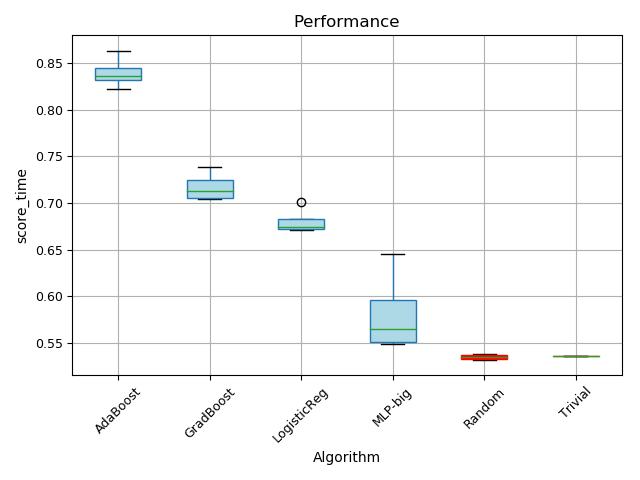 Performance
score_time
0.85
0.80
0.75
0.70
0.65
0.60
0.55
AdaBoost
GradBoost
LogisticReg
MLP-big
Random
Trivial
Algorithm